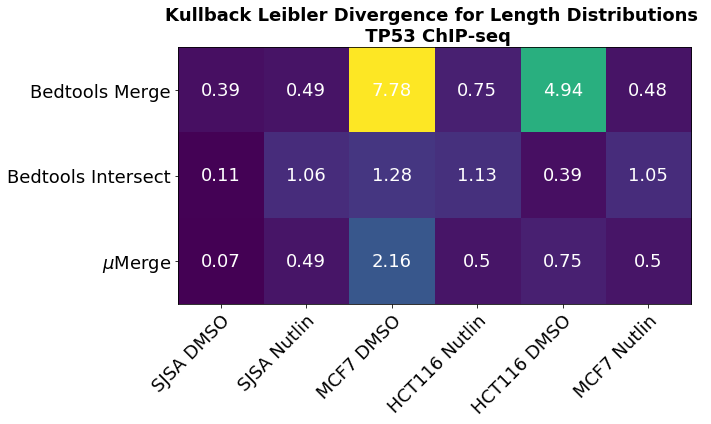 Kullback Leibler Divergence for Length Distributions
TP53 ChIP-seq
Bedtools Merge 0.39 0.49 7.78 0.75 4.94 0.48
Bedtools Intersect 0.11 1.06 1.28 1.13 0.39 1.05
μMerge 0.07 0.49 2.16 0.5 0.75 0.5
SJSA DMSO
SJSA Nutlin
MCF7 DMSO
HCT116 Nutlin
HCT116 DMSO
MCF7 Nutlin